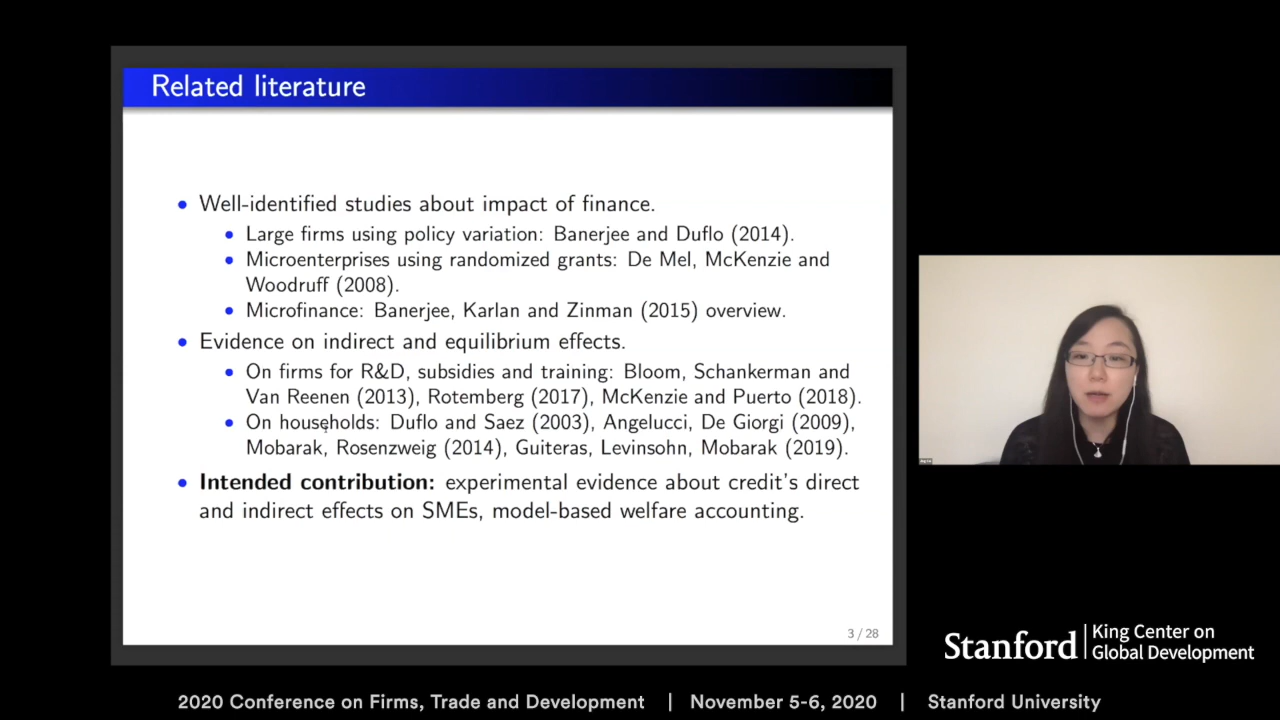 Related literature
• Well-identified studies about impact of finance.
• Large firms using policy variation: Banerjee and Duflo (2014).
• Microenterprises using randomized grants: De Mel, McKenzie and
Woodruff (2008).
• Microfinance: Banerjee, Karlan and Zinman (2015) overview.
• Evidence on indirect and equilibrium effects.
• On firms for R&D, subsidies and training: Bloom, Schankerman and
Van Reenen (2013), Rotemberg (2017), McKenzie and Puerto (2018).
• On households: Duflo and Saez (2003), Angelucci, De Giorgi (2009),
Mobarak, Rosenzweig (2014), Guiteras, Levinsohn, Mobarak (2019).
• Intended contribution: experimental evidence about credit's direct
and indirect effects on SMEs, model-based welfare accounting.
3 / 28
Stanford | King Center on
Global Development
2020 Conference on Firms, Trade and Development | November 5-6, 2020 | Stanford University